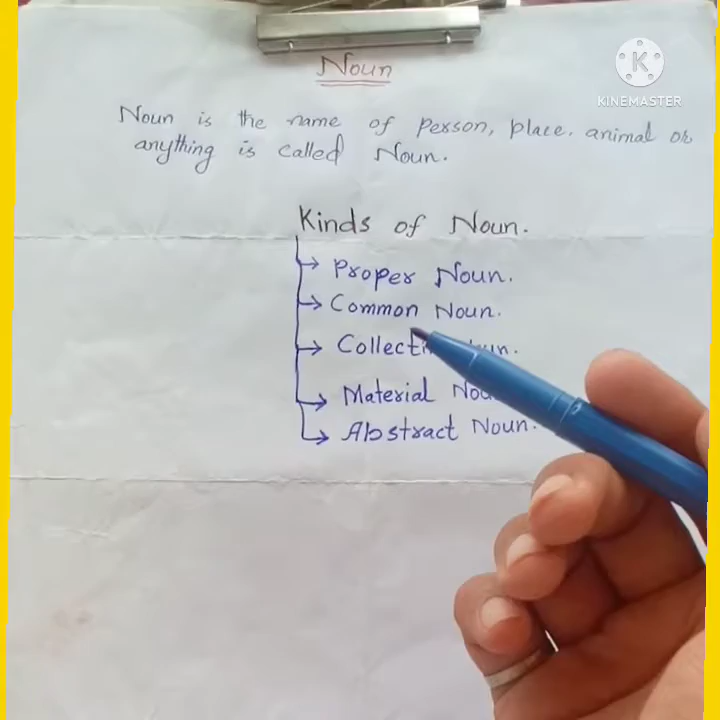 KINEMASTER
Noun
Noun is the name of person, place, animal or
anything is called Noun.
Kinds of Noun.
Proper Noun.
Common Noun.
Material
Abstract Noun.